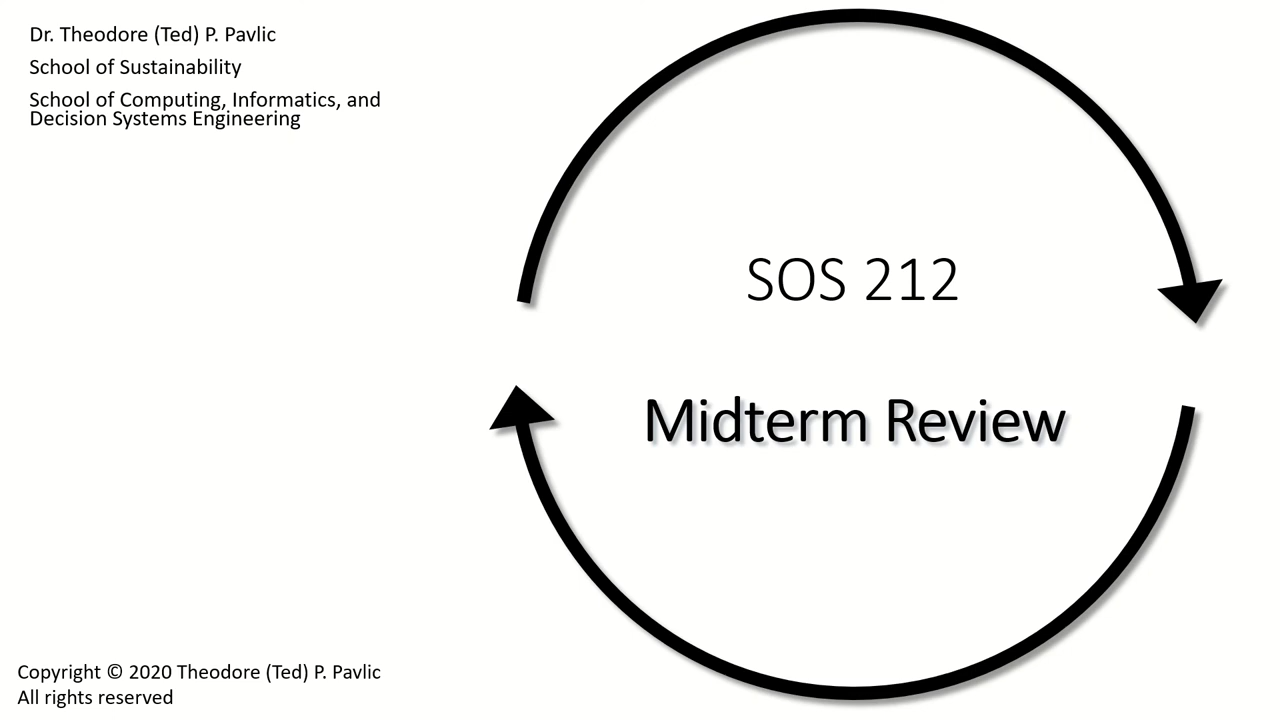 Dr. Theodore (Ted) P. Pavlic
School of Sustainability
School of Computing, Informatics, and
Decision Systems Engineering
SOS 212
Midterm Review
Copyright © 2020 Theodore (Ted) P. Pavlic
All rights reserved